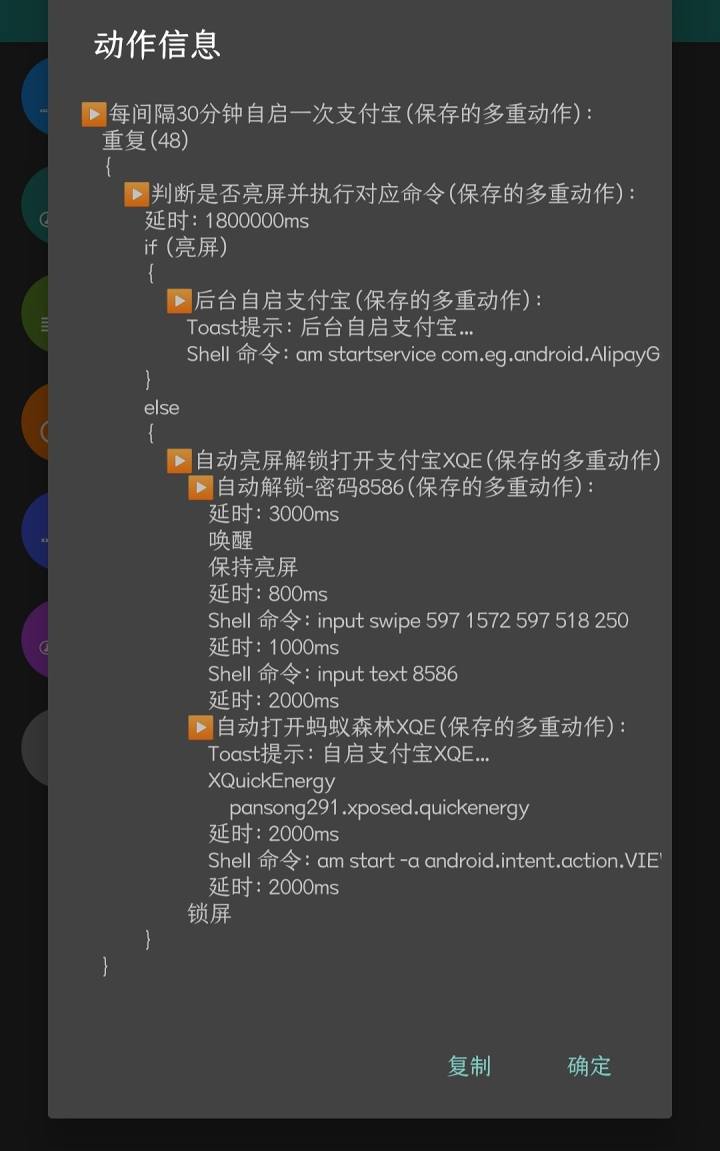 动作信息
▶每间隔30分钟自启一次支付宝(保存的多重动作):
重复(48)
{
▶判断是否亮屏并执行对应命令(保存的多重动作):
延时: 1800000ms
if (亮屏)
{
▶后台自启支付宝(保存的多重动作):
Toast提示: 后台自启支付宝...
Shell 命令: am startservice com.eg.android.AlipayG
}
else
{
▶自动亮屏解锁打开支付宝XQE(保存的多重动作)
▶自动解锁-密码8586(保存的多重动作):
延时: 3000ms
唤醒
保持亮屏
延时: 800ms
Shell 命令: input swipe 597 1572 597 518 250
延时: 1000ms
Shell 命令: input text 8586
延时: 2000ms
▶自动打开蚂蚁森林XQE(保存的多重动作):
Toast提示: 自启支付宝XQE...
XQuickEnergy
pansong291.xposed.quickenergy
延时: 2000ms
Shell 命令: am start -a android.intent.action.VIE
延时: 2000ms
锁屏
}
}
复制 确定